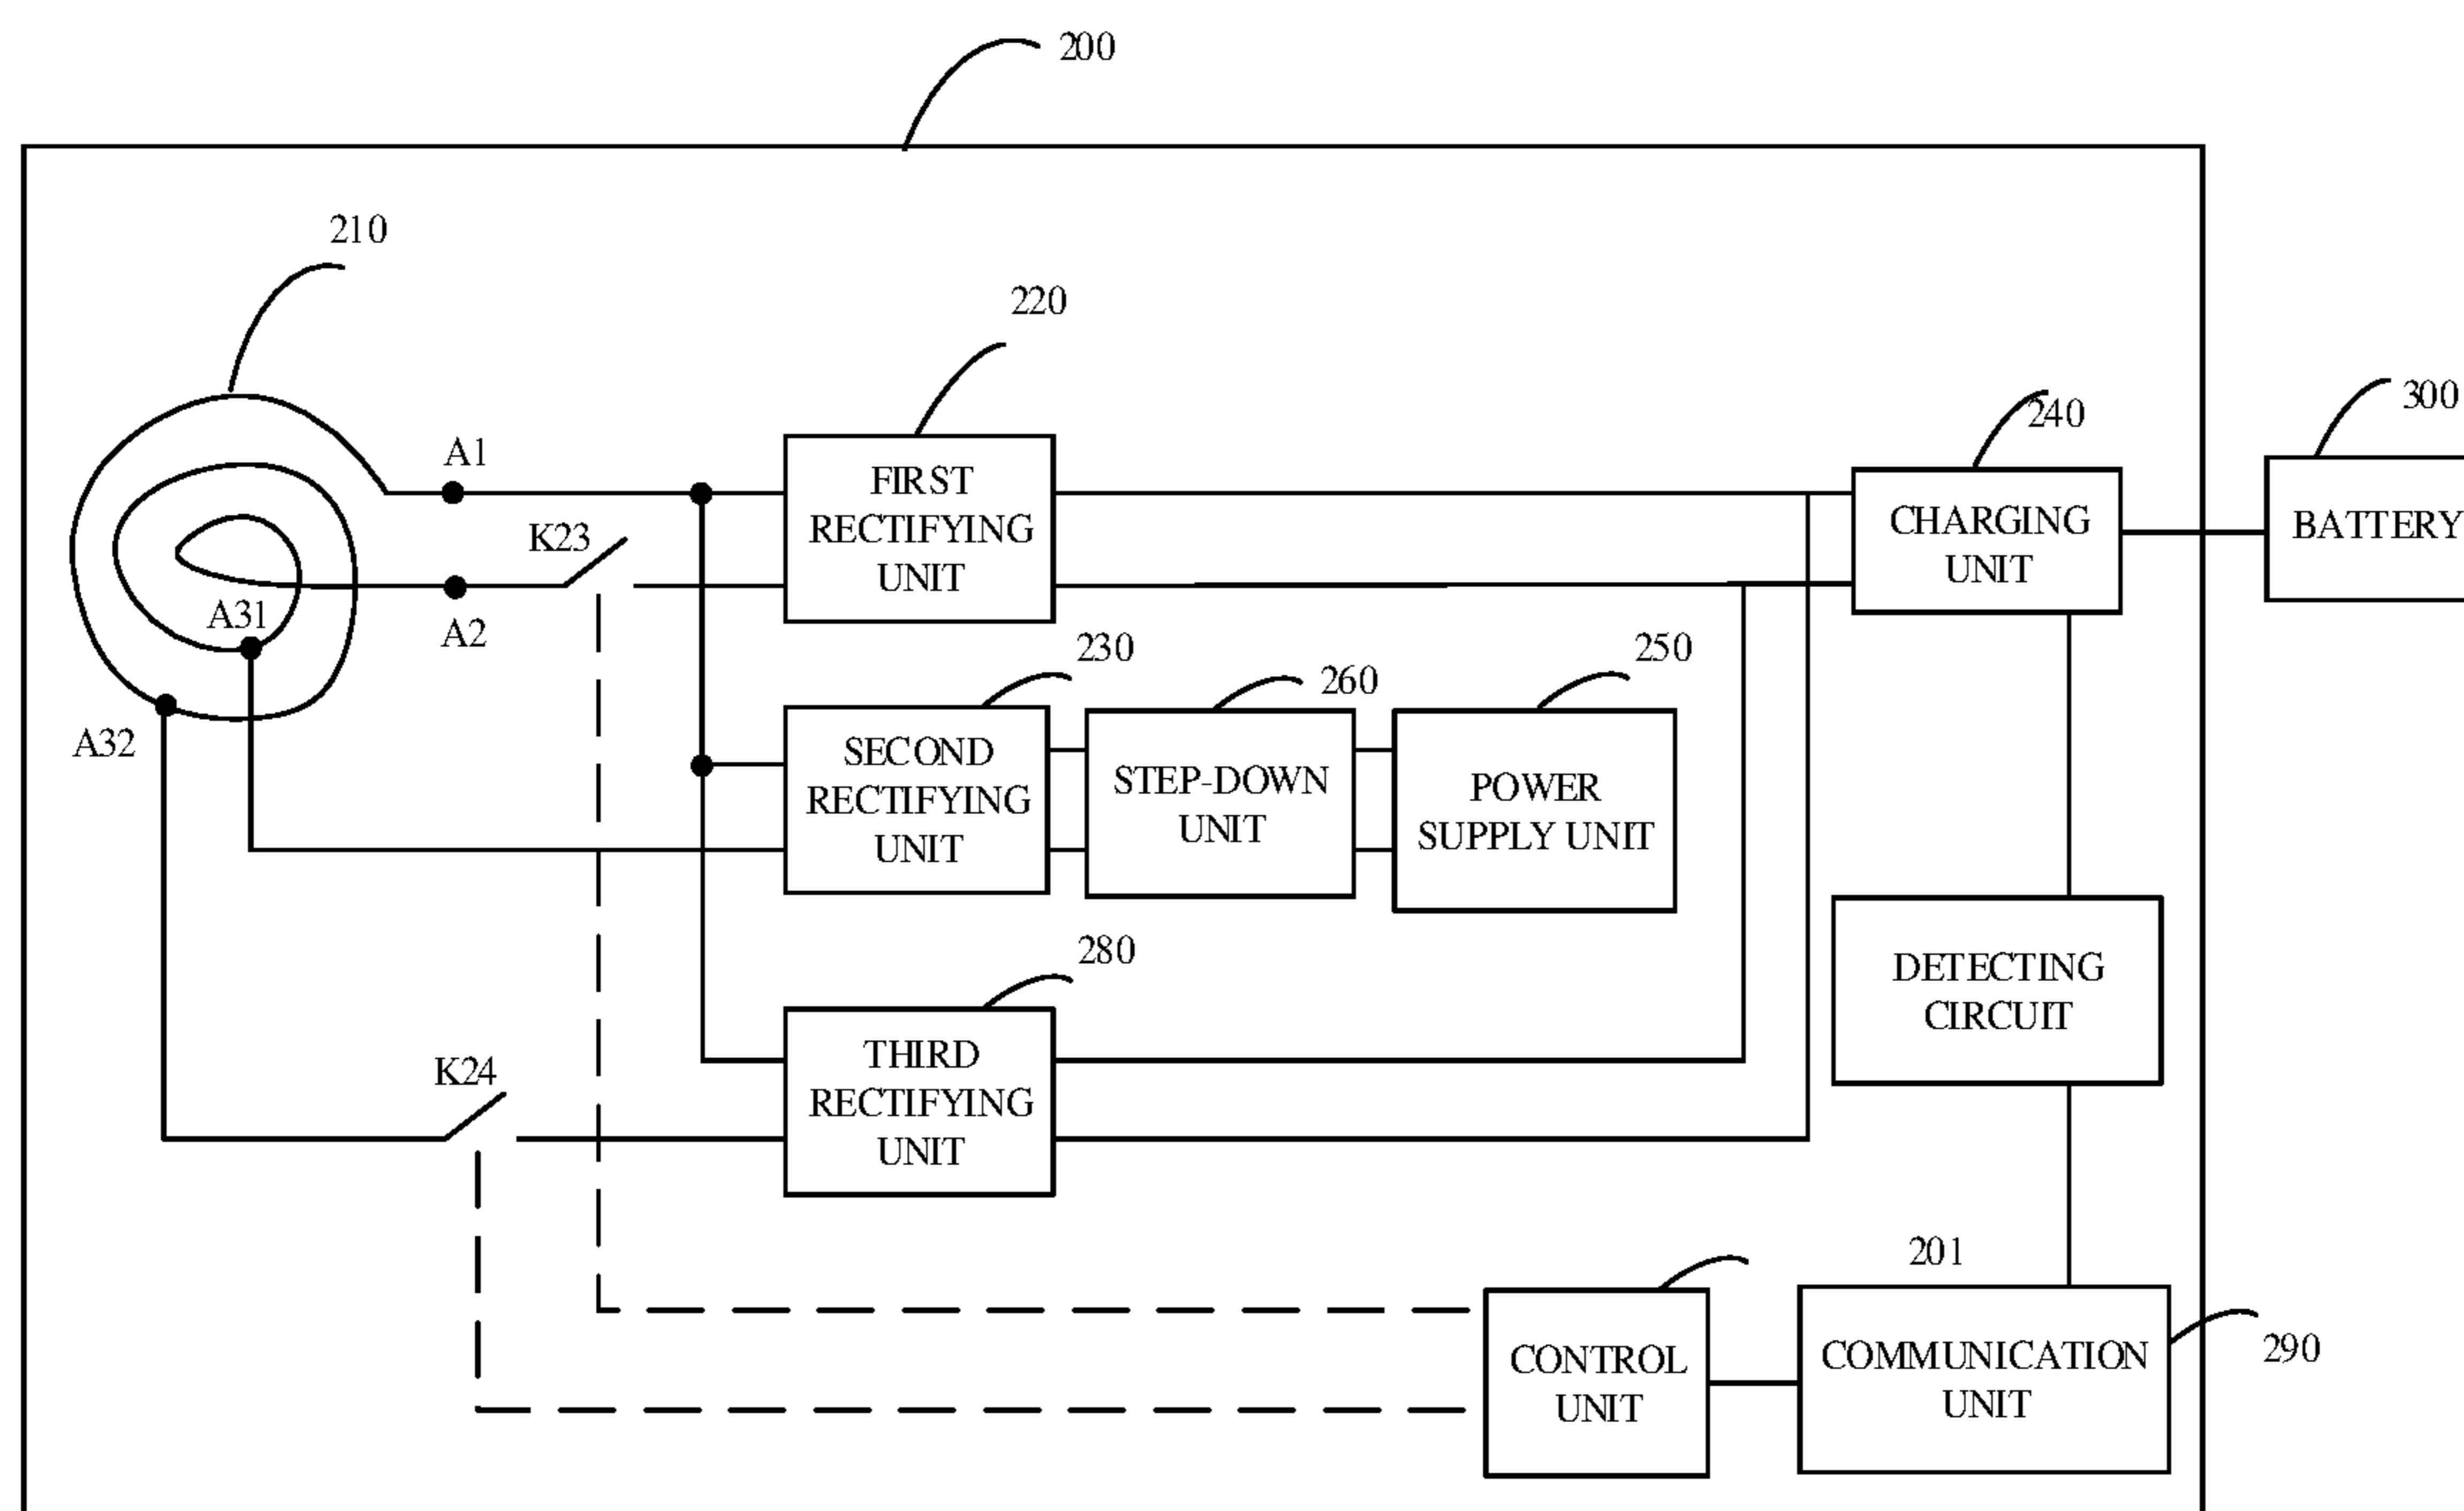 200
210
220
240
300
A1
FIRST
RECTIFYING
UNIT
CHARGING
UNIT
BATTERY
K23
A31
A2
230
260
250
A32
SECOND
RECTIFYING
UNIT
STEP-DOWN
UNIT
POWER
SUPPLY UNIT
280
DETECTING
CIRCUIT
K24
THIRD
RECTIFYING
UNIT
201
CONTROL
UNIT
COMMUNICATION
UNIT
290